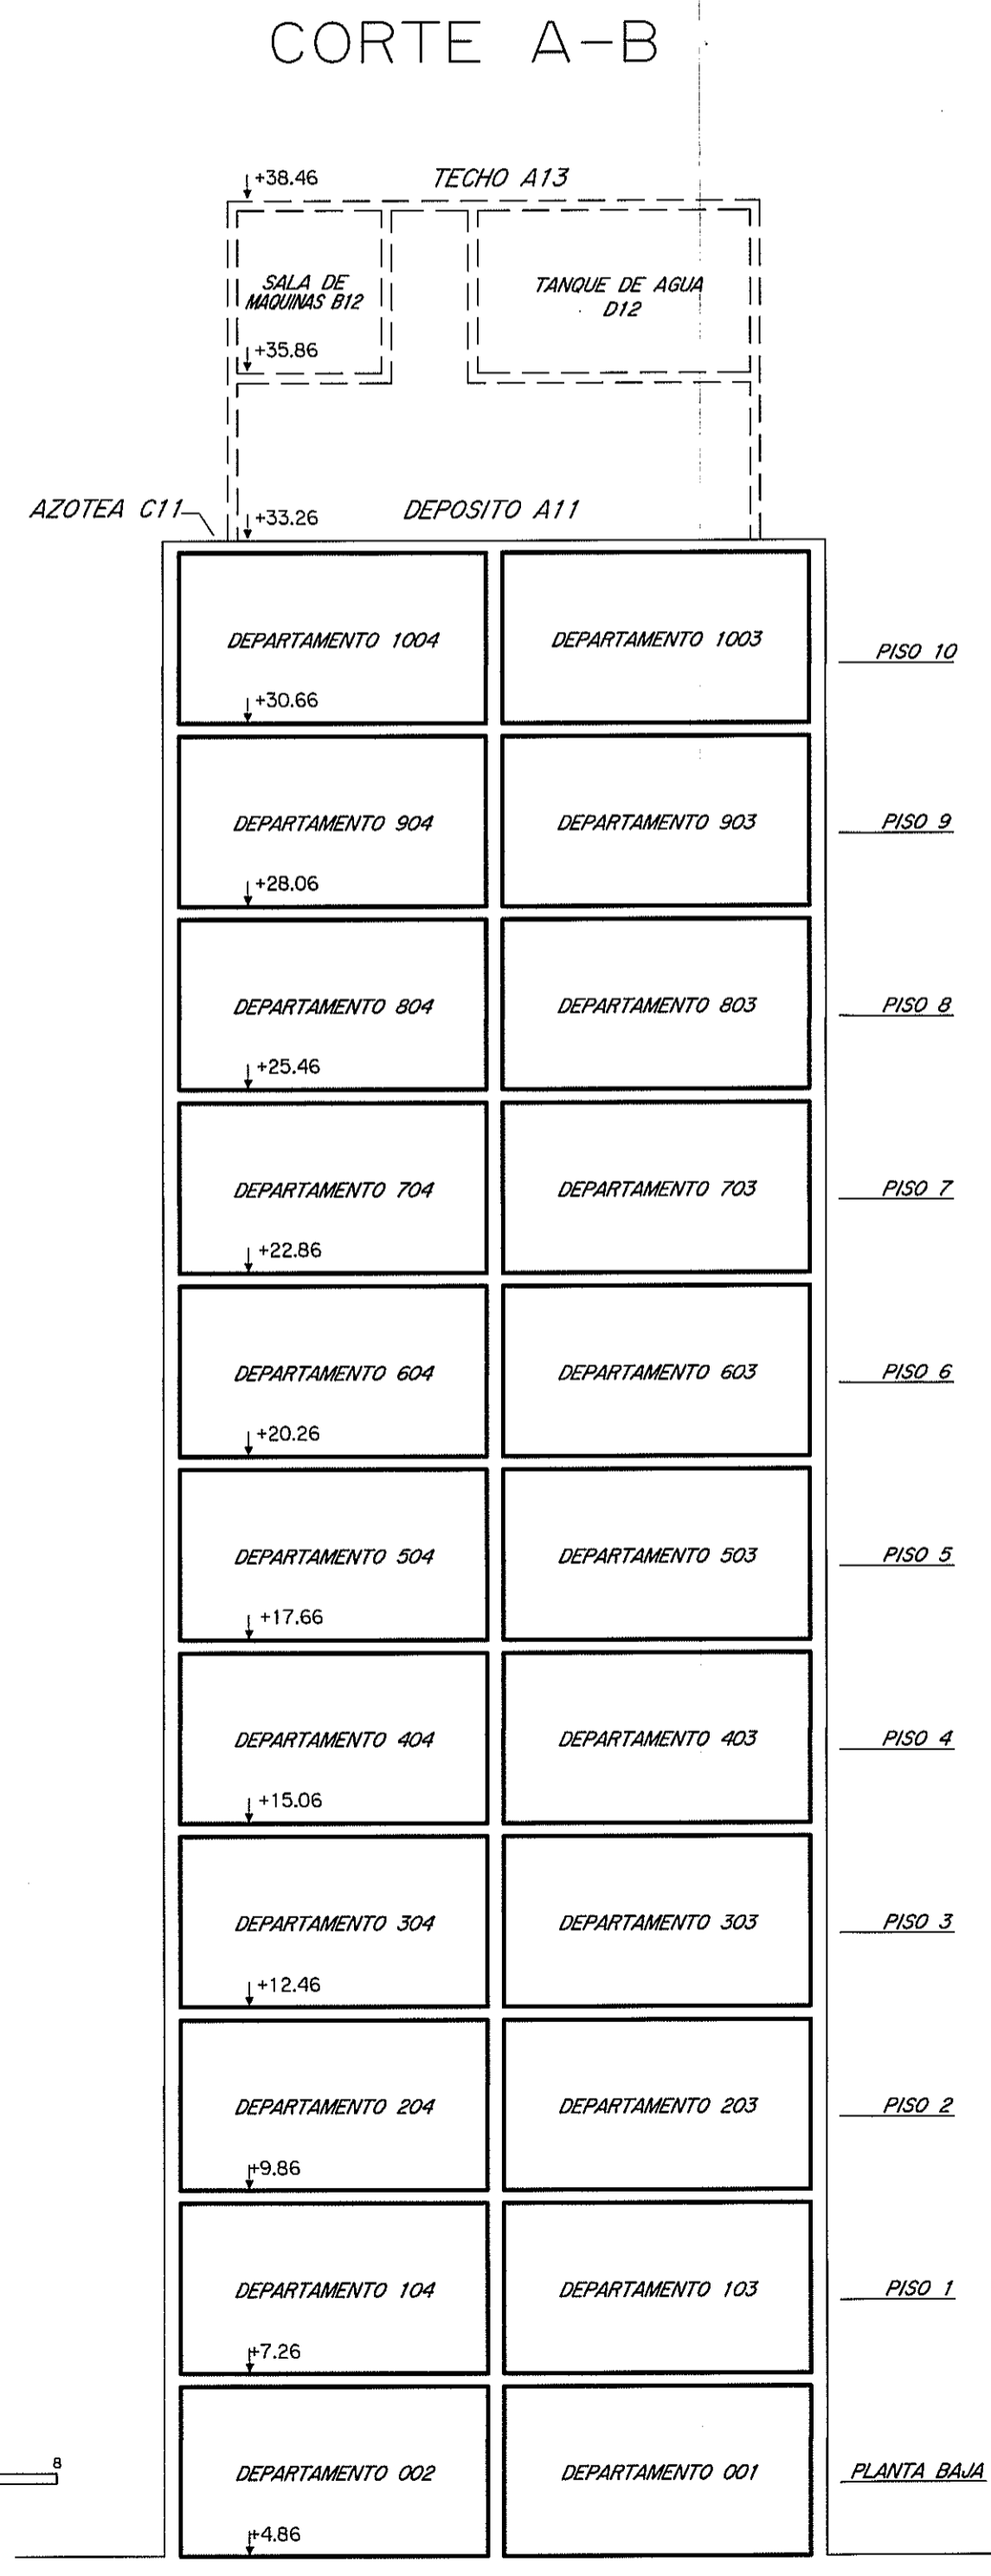 CORTE A-B
+38.46
TECHO A13
SALA DE
MAQUINAS B12
TANQUE DE AGUA
D12
+35.86
AZOTEA C11
+33.26
DEPOSITO A11
DEPARTAMENTO 1004
DEPARTAMENTO 1003
PISO 10
+30.66
DEPARTAMENTO 904
DEPARTAMENTO 903
PISO 9
+28.06
DEPARTAMENTO 804
DEPARTAMENTO 803
PISO 8
+25.46
DEPARTAMENTO 704
DEPARTAMENTO 703
PISO 7
+22.86
DEPARTAMENTO 604
DEPARTAMENTO 603
PISO 6
+20.26
DEPARTAMENTO 504
DEPARTAMENTO 503
PISO 5
+17.66
DEPARTAMENTO 404
DEPARTAMENTO 403
PISO 4
+15.06
DEPARTAMENTO 304
DEPARTAMENTO 303
PISO 3
+12.46
DEPARTAMENTO 204
DEPARTAMENTO 203
PISO 2
+9.86
DEPARTAMENTO 104
DEPARTAMENTO 103
PISO 1
+7.26
8
DEPARTAMENTO 002
DEPARTAMENTO 001
PLANTA BAJA
+4.86